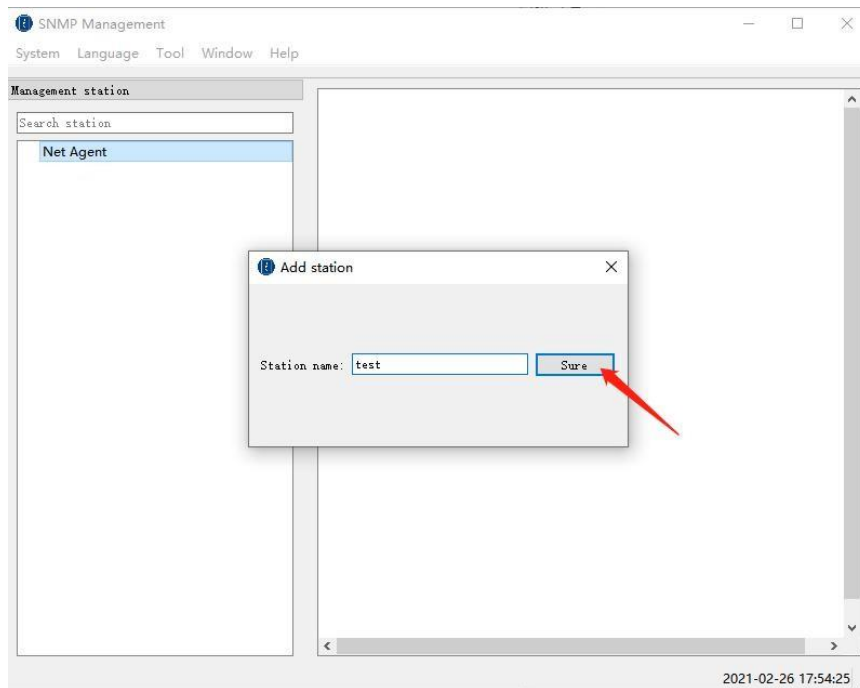 SNMP Management
System Language Tool Window Help
Management station
Search station
Net Agent
Add station
Station name: test Sure
2021-02-26 17:54:25